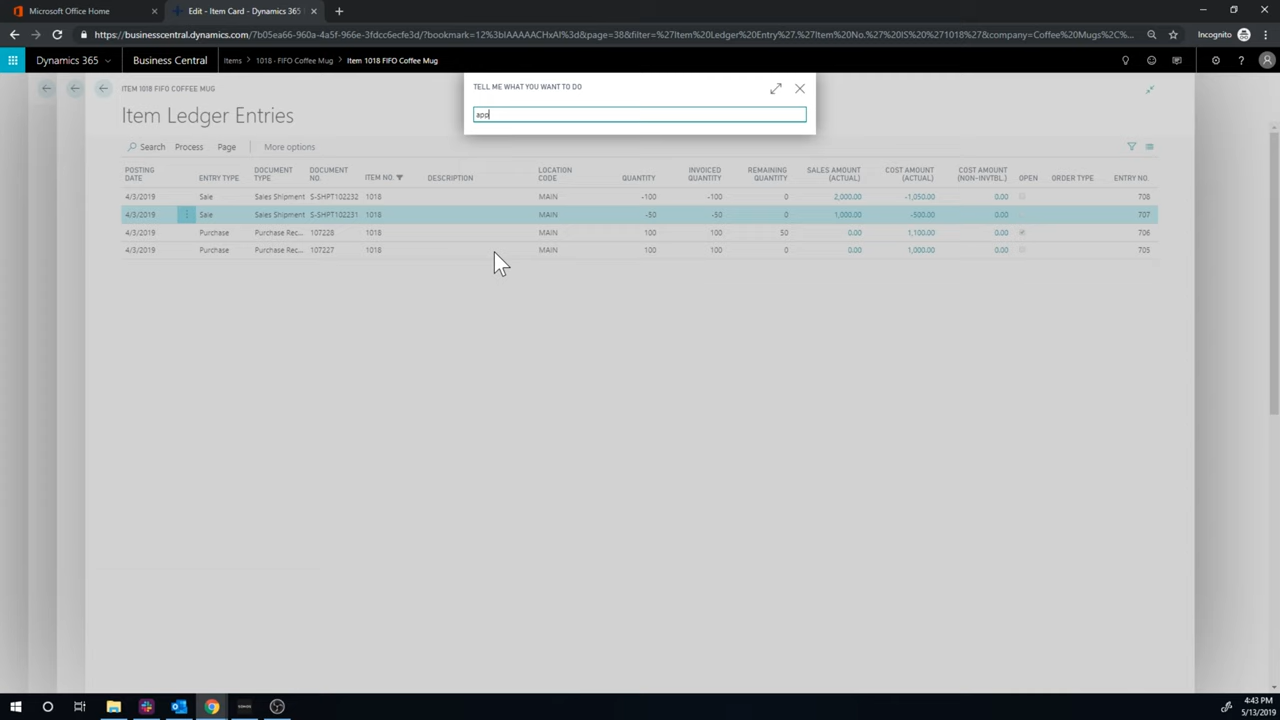 Microsoft Office Home
Edit - Item Card - Dynamics 365
https://businesscentral.dynamics.com/7b05ea66-960a-4a5f-966e-3fdcc6ecfe3d/?bookmark=12%3bIAAAAACHxAI%3d&page=38&filter=%27Item%20Ledger%20Entry%27.%27Item%20No.%27%20IS%20%271018%27&company=Coffee%20Mugs%2C...
Incognito
Dynamics 365
Business Central
Items
1018 - FIFO Coffee Mug
Item 1018 FIFO Coffee Mug
TELL ME WHAT YOU WANT TO DO
app
ITEM 1018 FIFO COFFEE MUG
Item Ledger Entries
Search Process Page More options
POSTING DATE ENTRY TYPE DOCUMENT TYPE DOCUMENT NO. ITEM NO. DESCRIPTION LOCATION CODE QUANTITY INVOICED QUANTITY REMAINING QUANTITY SALES AMOUNT (ACTUAL) COST AMOUNT (ACTUAL) COST AMOUNT (NON-INVTBL.) OPEN ORDER TYPE ENTRY NO.
4/3/2019 Sale Sales Shipment S-SHPT102232 1018 MAIN -100 -100 0 2,000.00 -1,050.00 0.00 708
4/3/2019 Sale Sales Shipment S-SHPT102231 1018 MAIN -50 -50 0 1,000.00 -500.00 0.00 707
4/3/2019 Purchase Purchase Rec... 107228 1018 MAIN 100 100 50 0.00 1,100.00 0.00 706
4/3/2019 Purchase Purchase Rec... 107227 1018 MAIN 100 100 0 0.00 1,000.00 0.00 705
4:43 PM
5/13/2019